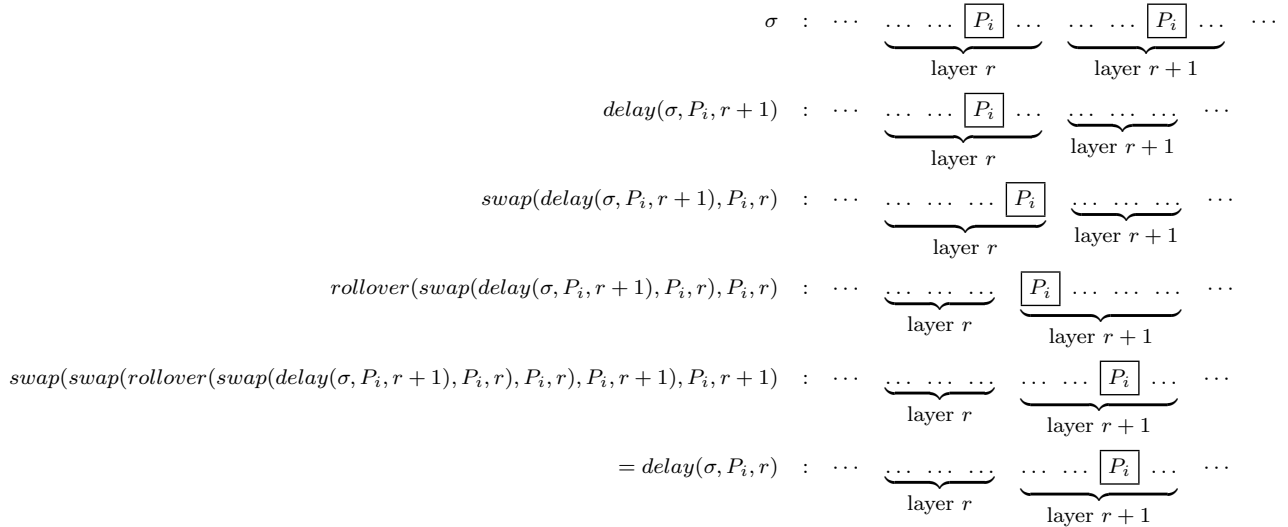 σ : ⋯ … … P_i … … … P_i … ⋯
layer r layer r + 1
delay(σ, P_i, r + 1) : ⋯ … … P_i … … … … ⋯
layer r layer r + 1
swap(delay(σ, P_i, r + 1), P_i, r) : ⋯ … … … P_i … … … ⋯
layer r layer r + 1
rollover(swap(delay(σ, P_i, r + 1), P_i, r), P_i, r) : ⋯ … … … P_i … … … ⋯
layer r layer r + 1
swap(swap(rollover(swap(delay(σ, P_i, r + 1), P_i, r), P_i, r), P_i, r + 1), P_i, r + 1) : ⋯ … … … … … P_i … ⋯
layer r layer r + 1
= delay(σ, P_i, r) : ⋯ … … … … … P_i … ⋯
layer r layer r + 1